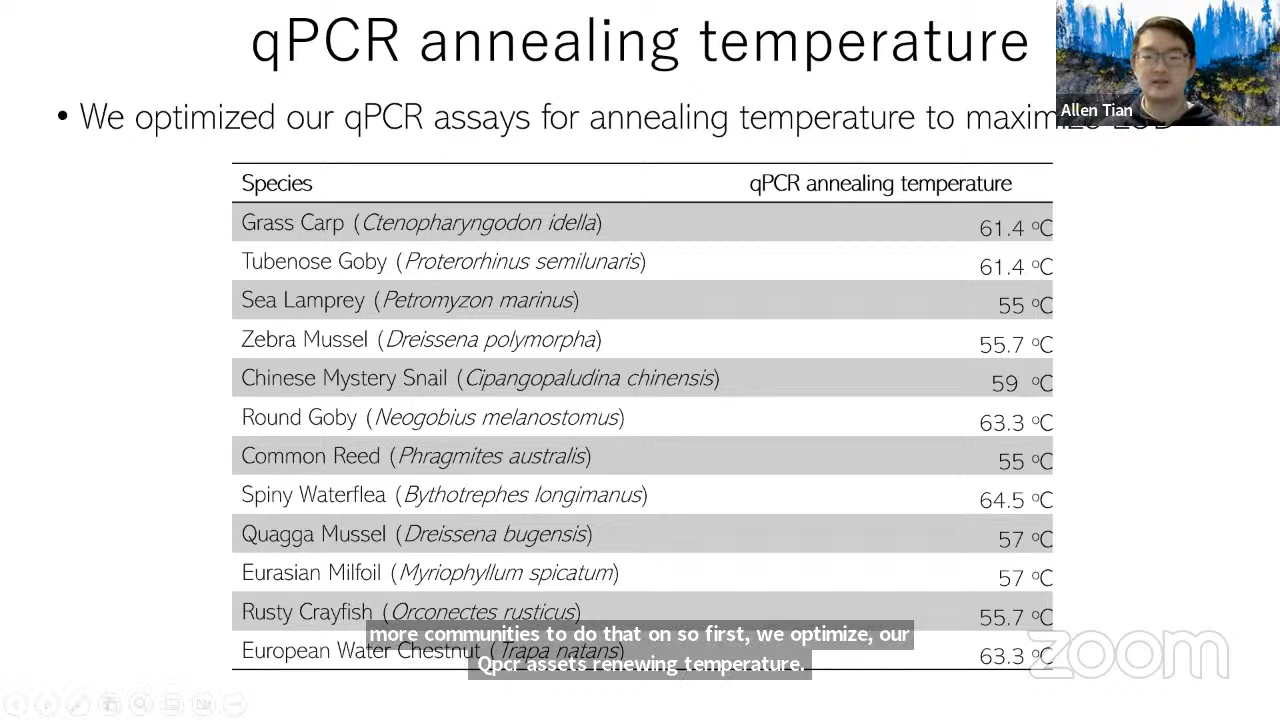 qPCR annealing temperature
Allen Tian
• We optimized our qPCR assays for annealing temperature to maximize LOD
Species qPCR annealing temperature
Grass Carp (Ctenopharyngodon idella) 61.4 ºC
Tubenose Goby (Proterorhinus semilunaris) 61.4 ºC
Sea Lamprey (Petromyzon marinus) 55 ºC
Zebra Mussel (Dreissena polymorpha) 55.7 ºC
Chinese Mystery Snail (Cipangopaludina chinensis) 59 ºC
Round Goby (Neogobius melanostomus) 63.3 ºC
Common Reed (Phragmites australis) 55 ºC
Spiny Waterflea (Bythotrephes longimanus) 64.5 ºC
Quagga Mussel (Dreissena bugensis) 57 ºC
Eurasian Milfoil (Myriophyllum spicatum) 57 ºC
Rusty Crayfish (Orconectes rusticus) 55.7 ºC
European Water Chestnut (Trapa natans) 63.3 ºC
more communities to do that on so first, we optimize, our
Qpcr assets renewing temperature.
zoom